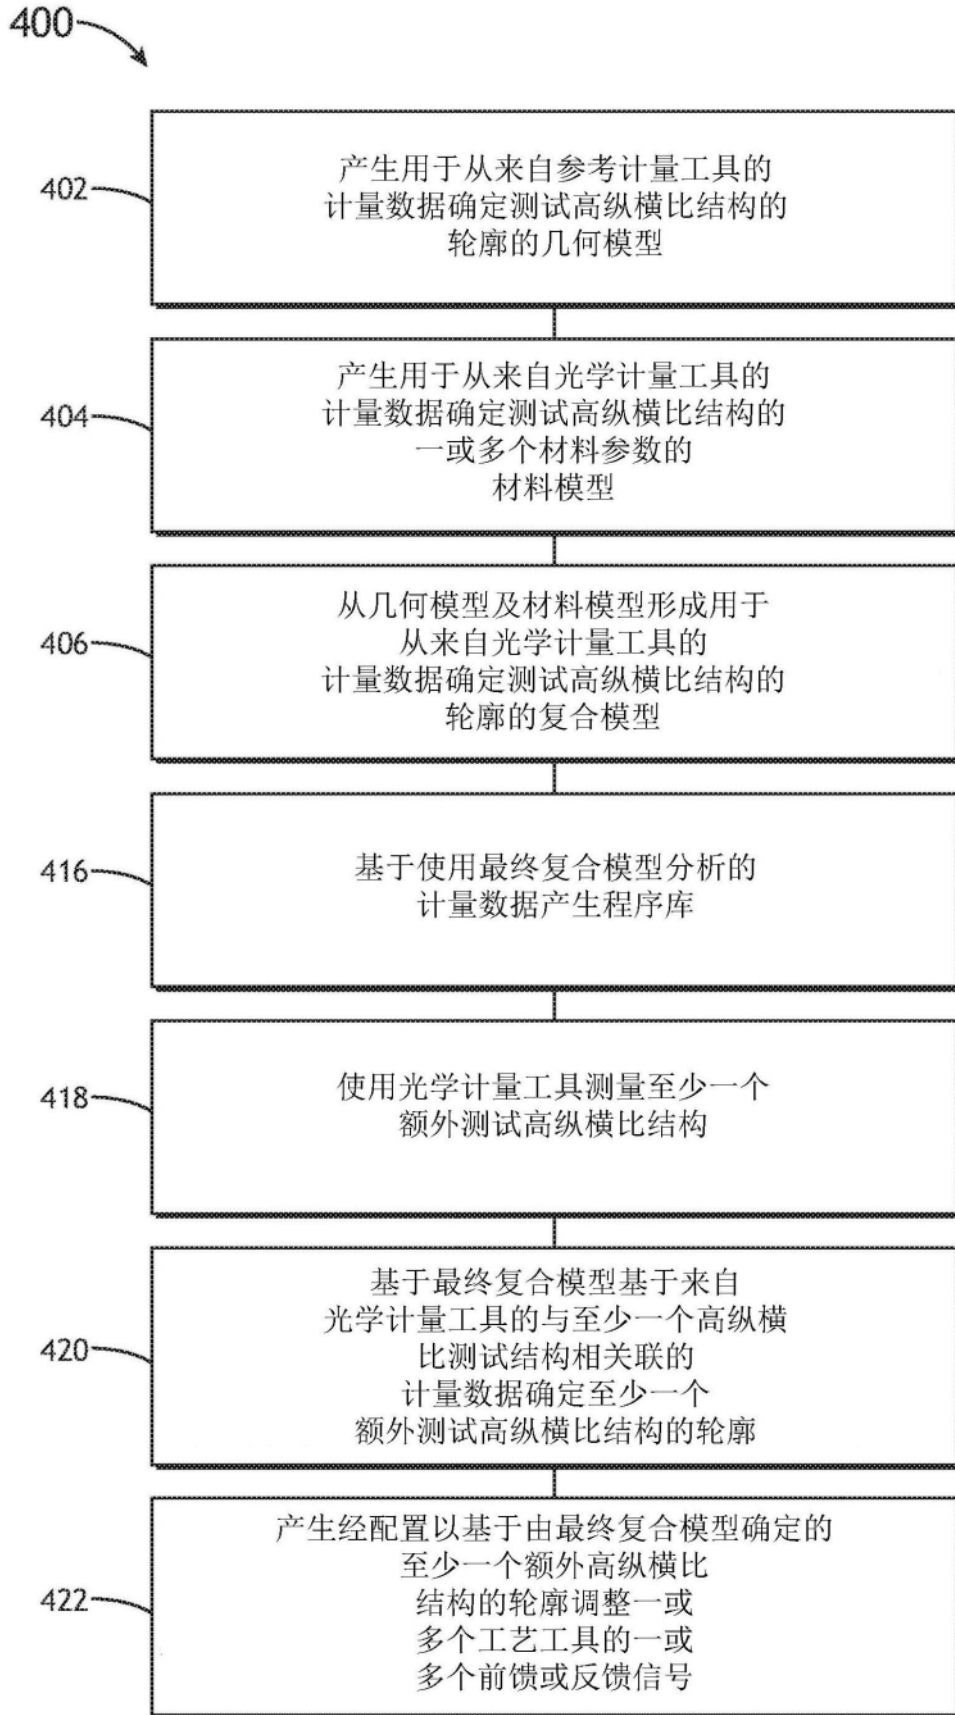 400
402
产生用于从来自参考计量工具的
计量数据确定测试高纵横比结构的
轮廓的几何模型
404
产生用于从来自光学计量工具的
计量数据确定测试高纵横比结构的
一或多个材料参数的
材料模型
406
从几何模型及材料模型形成用于
从来自光学计量工具的
计量数据确定测试高纵横比结构的
轮廓的复合模型
416
基于使用最终复合模型分析的
计量数据产生程序库
418
使用光学计量工具测量至少一个
额外测试高纵横比结构
420
基于最终复合模型基于来自
光学计量工具的与至少一个高纵横
比测试结构相关联的
计量数据确定至少一个
额外测试高纵横比结构的轮廓
422
产生经配置以基于由最终复合模型确定的
至少一个额外高纵横比
结构的轮廓调整一或
多个工艺工具的一或
多个前馈或反馈信号